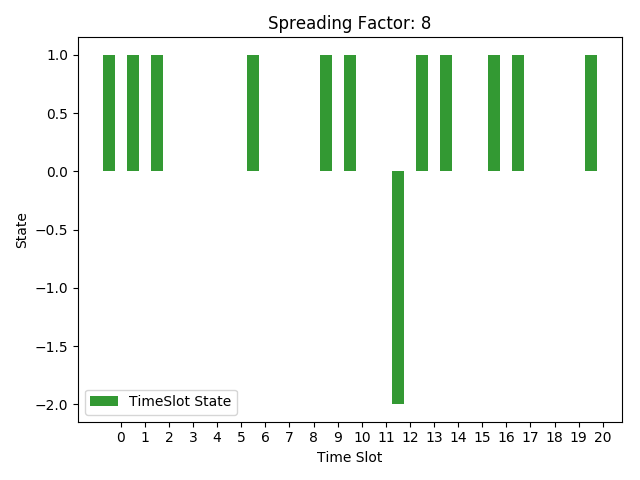 Spreading Factor: 8
1.0
0.5
0.0
−0.5
−1.0
−1.5
−2.0
State
TimeSlot State
0 1 2 3 4 5 6 7 8 9 10 11 12 13 14 15 16 17 18 19 20
Time Slot